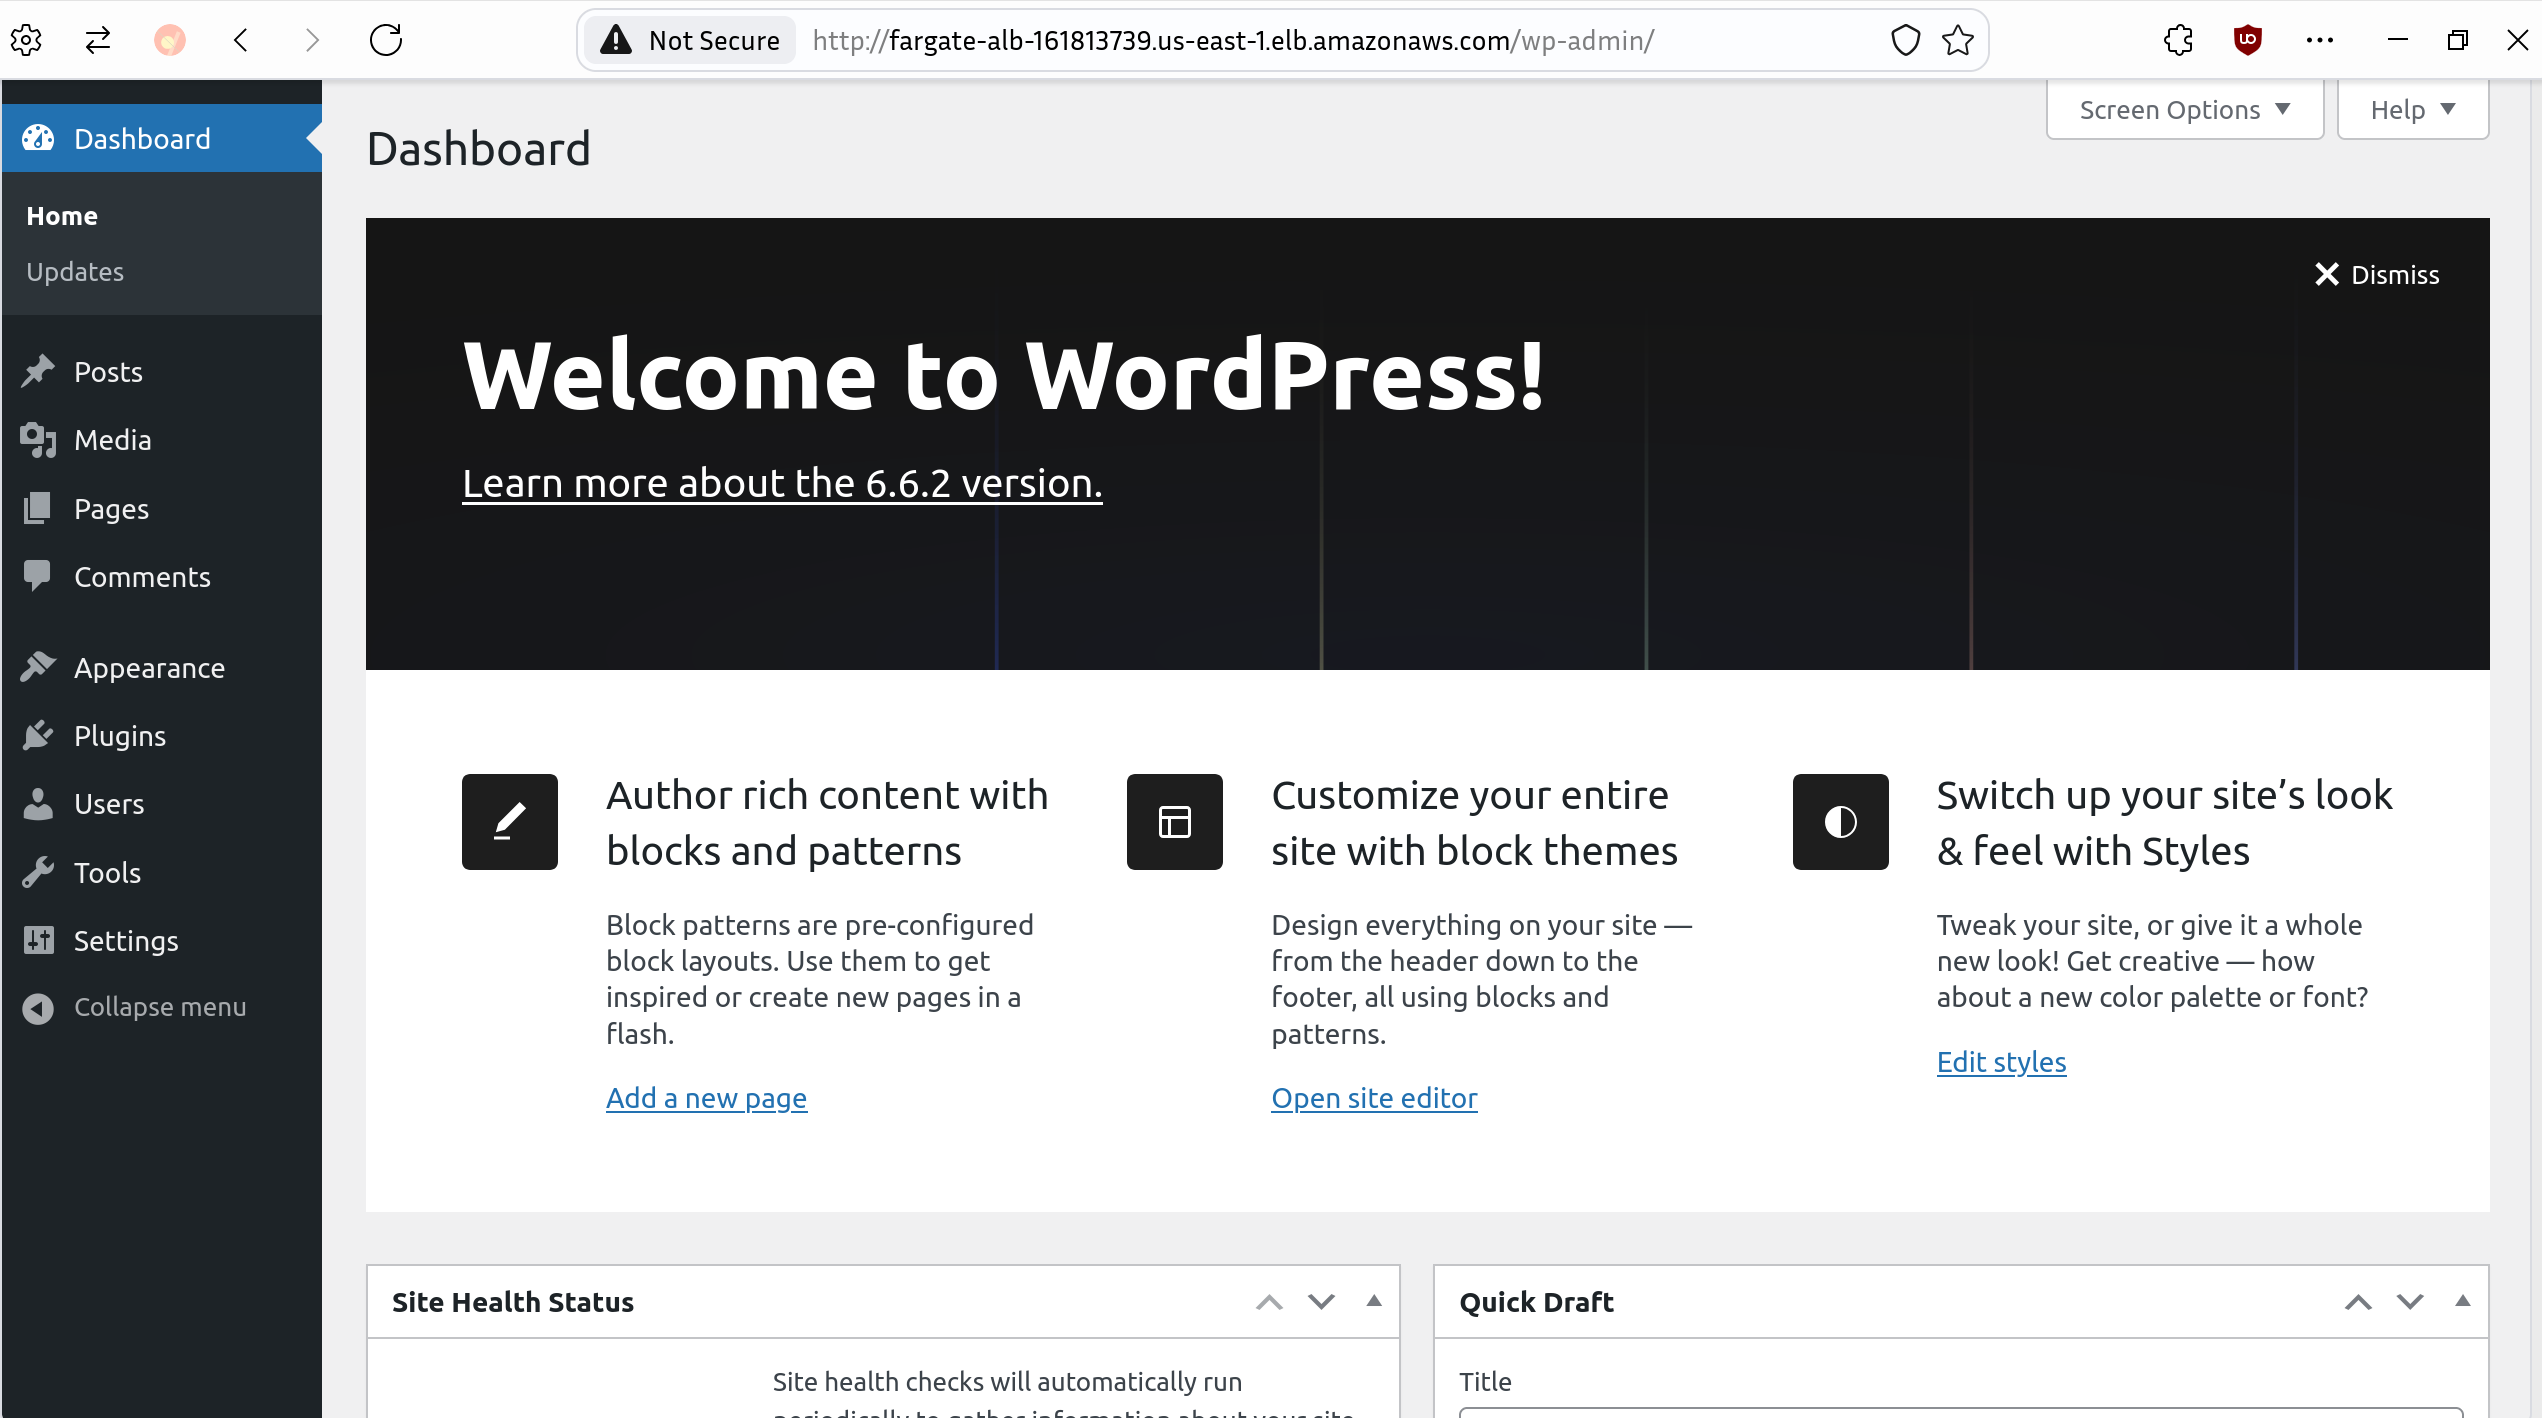 Not Secure
http://fargate-alb-161813739.us-east-1.elb.amazonaws.com/wp-admin/
Dashboard
Home
Updates
Posts
Media
Pages
Comments
Appearance
Plugins
Users
Tools
Settings
Collapse menu
Screen Options
Help
Dashboard
Dismiss
Welcome to WordPress!
Learn more about the 6.6.2 version.
Author rich content with
blocks and patterns
Block patterns are pre-configured
block layouts. Use them to get
inspired or create new pages in a
flash.
Add a new page
Customize your entire
site with block themes
Design everything on your site —
from the header down to the
footer, all using blocks and
patterns.
Open site editor
Switch up your site’s look
& feel with Styles
Tweak your site, or give it a whole
new look! Get creative — how
about a new color palette or font?
Edit styles
Site Health Status
Site health checks will automatically run
periodically to gather information about your site.
Quick Draft
Title